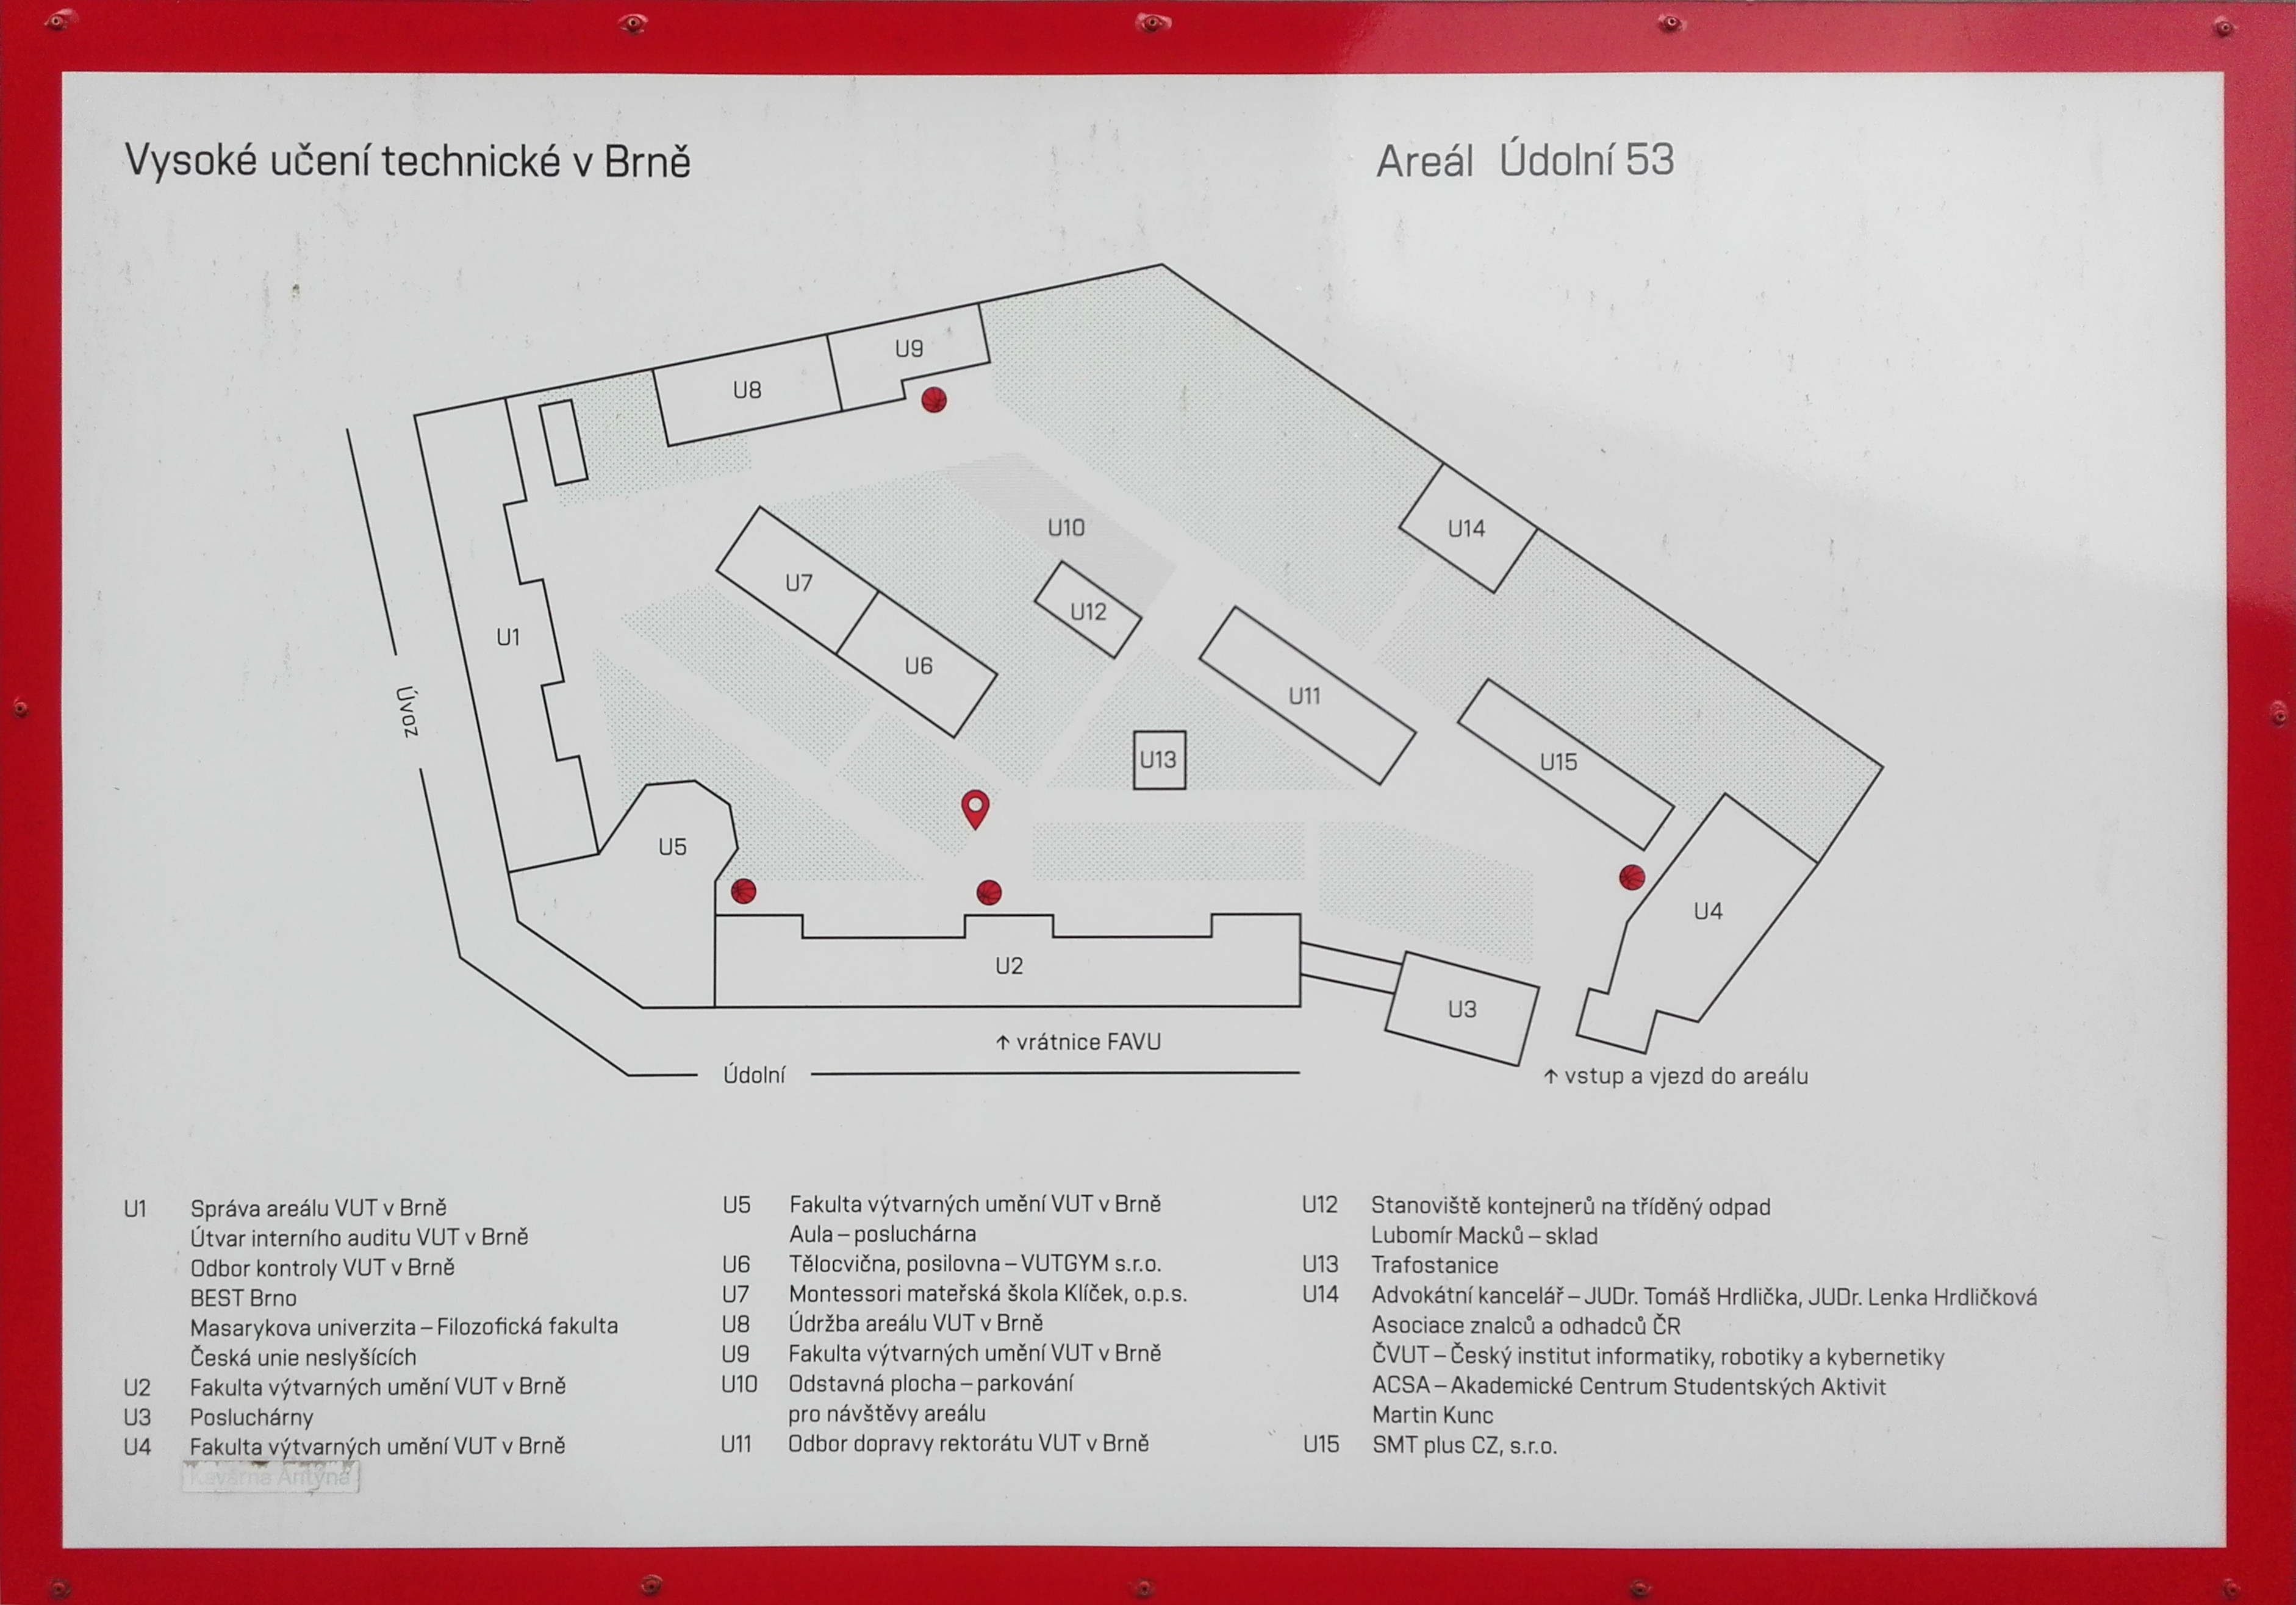 Vysoké učení technické v Brně
Areál Údolní 53
U9
U8
U10
U14
U7
U12
U1
U6
U11
Úvoz
U13
U15
U5
U4
U2
U3
↑ vrátnice FAVU
Údolní
↑ vstup a vjezd do areálu
U1 Správa areálu VUT v Brně
Útvar interního auditu VUT v Brně
Odbor kontroly VUT v Brně
BEST Brno
Masarykova univerzita – Filozofická fakulta
Česká unie neslyšících
U2 Fakulta výtvarných umění VUT v Brně
U3 Posluchárny
U4 Fakulta výtvarných umění VUT v Brně
Kavárna
U5 Fakulta výtvarných umění VUT v Brně
Aula – posluchárna
U6 Tělocvična, posilovna – VUTGYM s.r.o.
U7 Montessori mateřská škola Klíček, o.p.s.
U8 Údržba areálu VUT v Brně
U9 Fakulta výtvarných umění VUT v Brně
U10 Odstavná plocha – parkování
pro návštěvy areálu
U11 Odbor dopravy rektorátu VUT v Brně
U12 Stanoviště kontejnerů na tříděný odpad
Lubomír Macků – sklad
U13 Trafostanice
U14 Advokátní kancelář – JUDr. Tomáš Hrdlička, JUDr. Lenka Hrdličková
Asociace znalců a odhadců ČR
ČVUT – Český institut informatiky, robotiky a kybernetiky
ACSA – Akademické Centrum Studentských Aktivit
Martin Kunc
U15 SMT plus CZ, s.r.o.